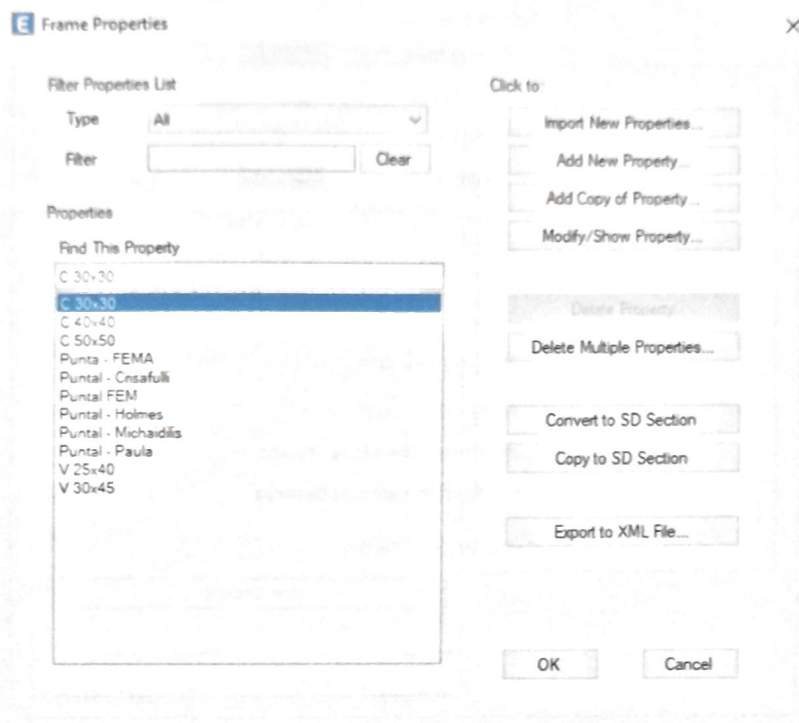 E Frame Properties
Filter Properties List
Type All
Filter Clear
Properties
Find This Property
C 30x30
C 30x30
C 40x40
C 50x50
Punta - FEMA
Puntal - Crisafulli
Puntal FEM
Puntal - Holmes
Puntal - Michaidilis
Puntal - Paula
V 25x40
V 30x45
Click to:
Import New Properties...
Add New Property...
Add Copy of Property...
Modify/Show Property...
Delete Property
Delete Multiple Properties...
Convert to SD Section
Copy to SD Section
Export to XML File...
OK Cancel